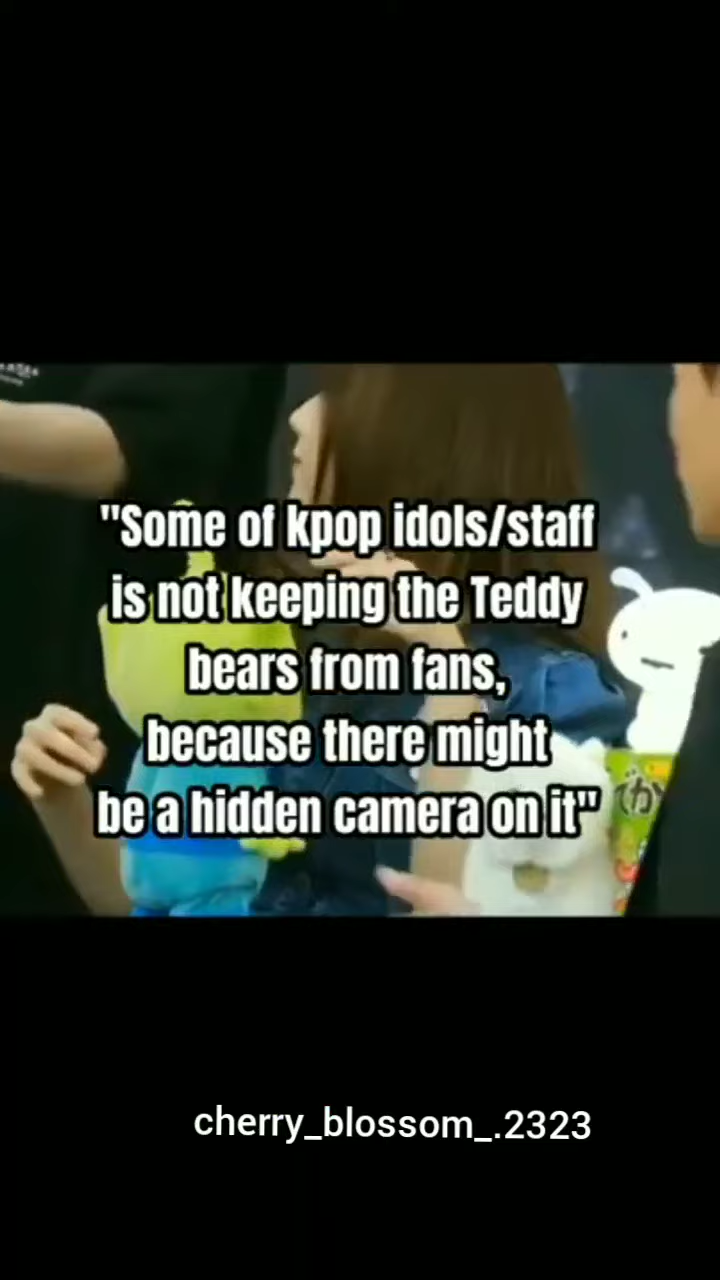 "Some of kpop idols/staff
is not keeping the Teddy
bears from fans,
because there might
be a hidden camera on it"
cherry_blossom_.2323